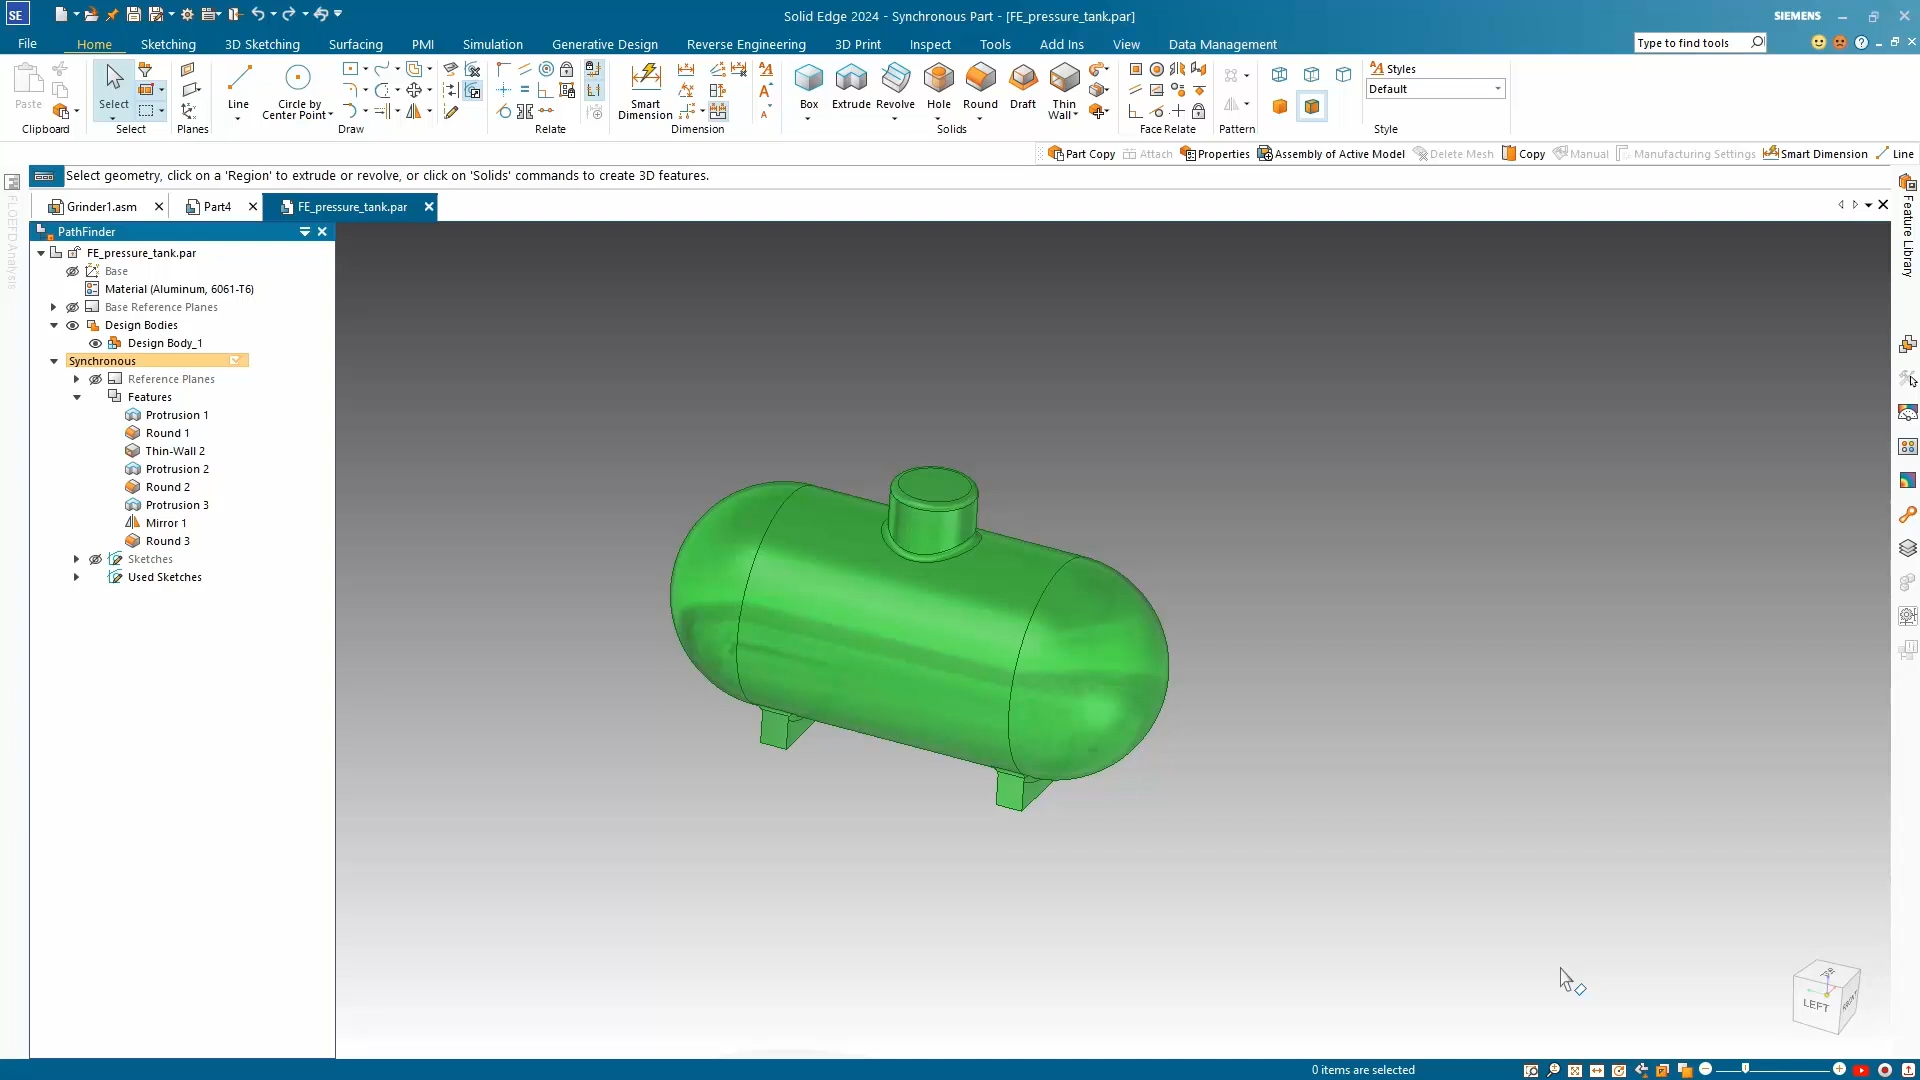 SE
Solid Edge 2024 - Synchronous Part - [FE_pressure_tank.par]
SIEMENS
File Home Sketching 3D Sketching Surfacing PMI Simulation Generative Design Reverse Engineering 3D Print Inspect Tools Add Ins View Data Management
Type to find tools
Paste Select Line Circle by Center Point Smart Dimension Box Extrude Revolve Hole Round Draft Thin Wall Styles
Default
Clipboard Select Planes Draw Relate Dimension Solids Face Relate Pattern Style
Part Copy Attach Properties Assembly of Active Model Delete Mesh Copy Manual Manufacturing Settings Smart Dimension Line
Select geometry, click on a 'Region' to extrude or revolve, or click on 'Solids' commands to create 3D features.
Grinder1.asm Part4 FE_pressure_tank.par
PathFinder
FE_pressure_tank.par
Base
Material (Aluminum, 6061-T6)
Base Reference Planes
Design Bodies
Design Body_1
Synchronous
Reference Planes
Features
Protrusion 1
Round 1
Thin-Wall 2
Protrusion 2
Round 2
Protrusion 3
Mirror 1
Round 3
Sketches
Used Sketches
FLOEFD Analysis
Feature Library
LEFT
0 items are selected